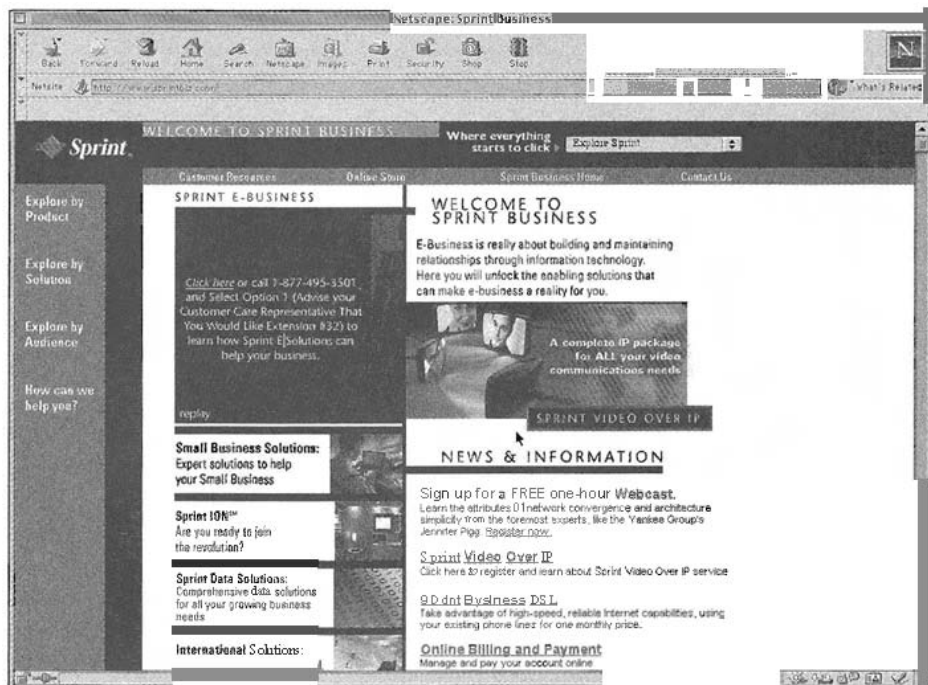 Netscape: Sprint Business
Back Forward Reload Home Search Netscape Images Print Security Shop Stop
N
Netsite What's Related
WELCOME TO SPRINT BUSINESS
Where everything
starts to click
Explore Sprint
Sprint
Customer Resources Online Store Sprint Business Home Contact Us
Explore by
Product
Explore by
Solution
Explore by
Audience
How can we
help you?
SPRINT E-BUSINESS
Click here or call 1-877-495-3501
and Select Option 1 (Advise your
Customer Care Representative That
You Would Like Extension #32) to
learn how Sprint E|Solutions can
help your business.
replay
Small Business Solutions:
Expert solutions to help
your Small Business
Sprint ION℠
Are you ready to join
the revolution?
Sprint Data Solutions:
Comprehensive data solutions
for all your growing business
needs
International Solutions:
WELCOME TO
SPRINT BUSINESS
E-Business is really about building and maintaining
relationships through information technology.
Here you will unlock the enabling solutions that
can make e-business a reality for you.
A complete IP package
for ALL your video
communications needs
SPRINT VIDEO OVER IP
NEWS & INFORMATION
Sign up for a FREE one-hour Webcast.
Learn the attributes 01network convergence and architecture
simplicity from the foremost experts, like the Yankee Group's
Jennifer Pigg. Register now.
Sprint Video Over IP
Click here to register and learn about Sprint Video Over IP service
9Ddnt Byslness DSL
Take advantage of high-speed, reliable Internet capabilities, using
your existing phone lines for one monthly price.
Online Billing and Payment
Manage and pay your account online